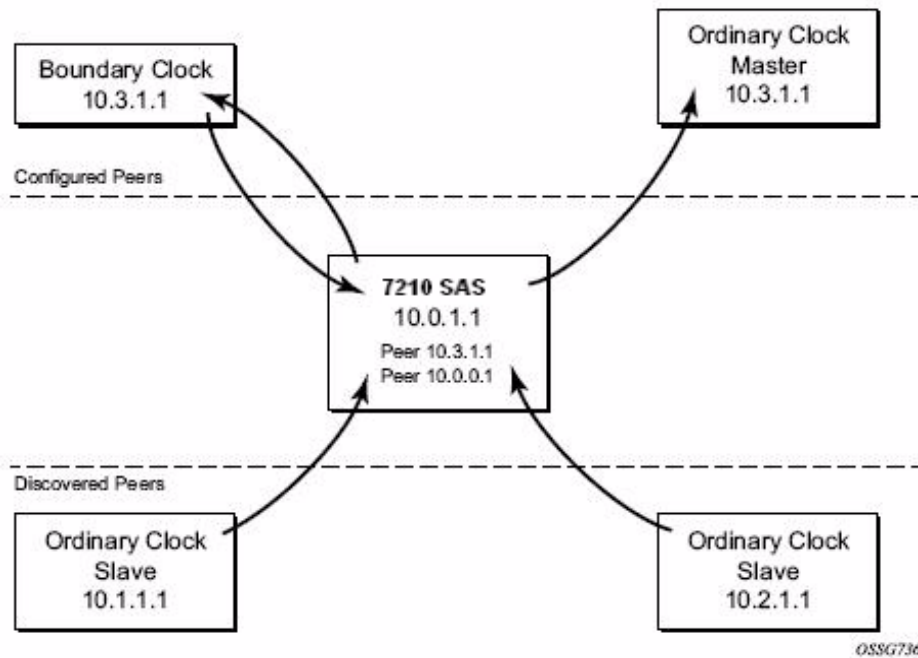 Boundary Clock
10.3.1.1
Ordinary Clock
Master
10.3.1.1
Configured Peers
7210 SAS
10.0.1.1
Peer 10.3.1.1
Peer 10.0.0.1
Discovered Peers
Ordinary Clock
Slave
10.1.1.1
Ordinary Clock
Slave
10.2.1.1
OSSG736